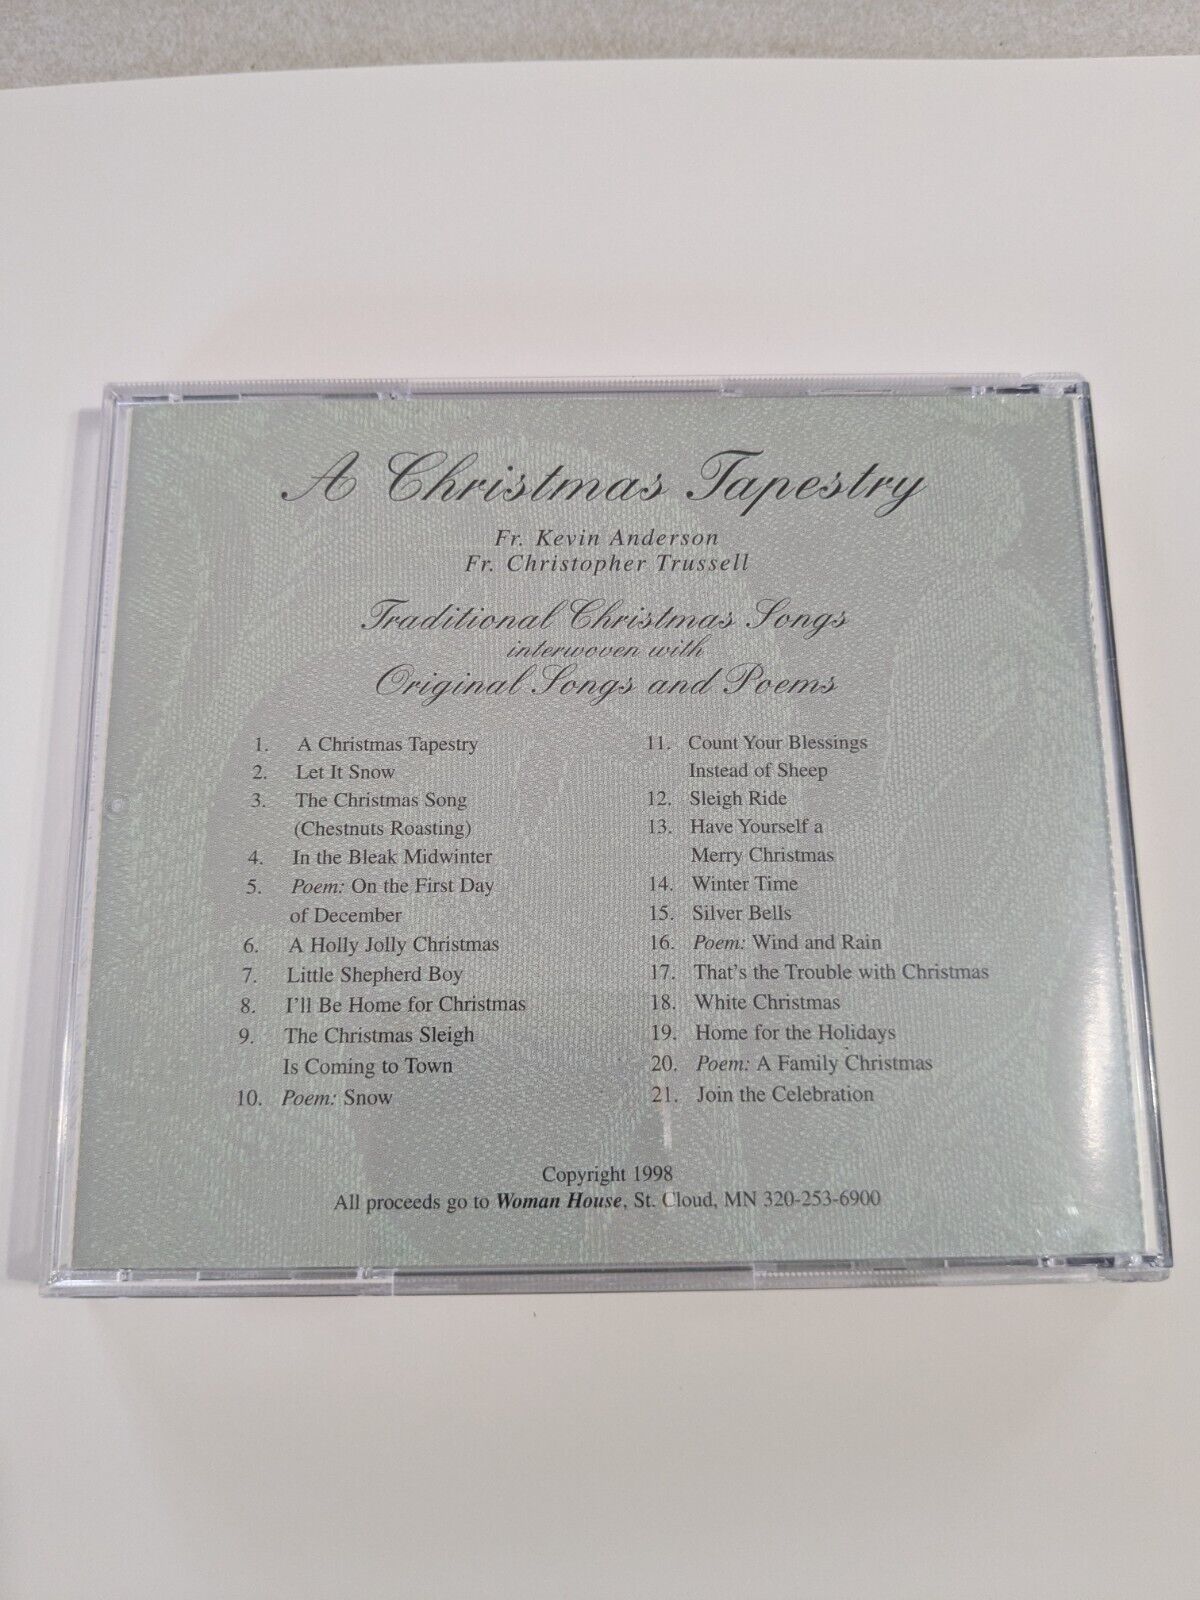 A Christmas Tapestry
Fr. Kevin Anderson
Fr. Christopher Trussell
Traditional Christmas Songs
interwoven with
Original Songs and Poems
1. A Christmas Tapestry
2. Let It Snow
3. The Christmas Song
(Chestnuts Roasting)
4. In the Bleak Midwinter
5. Poem: On the First Day
of December
6. A Holly Jolly Christmas
7. Little Shepherd Boy
8. I'll Be Home for Christmas
9. The Christmas Sleigh
Is Coming to Town
10. Poem: Snow
11. Count Your Blessings
Instead of Sheep
12. Sleigh Ride
13. Have Yourself a
Merry Christmas
14. Winter Time
15. Silver Bells
16. Poem: Wind and Rain
17. That's the Trouble with Christmas
18. White Christmas
19. Home for the Holidays
20. Poem: A Family Christmas
21. Join the Celebration
Copyright 1998
All proceeds go to Woman House, St. Cloud, MN 320-253-6900